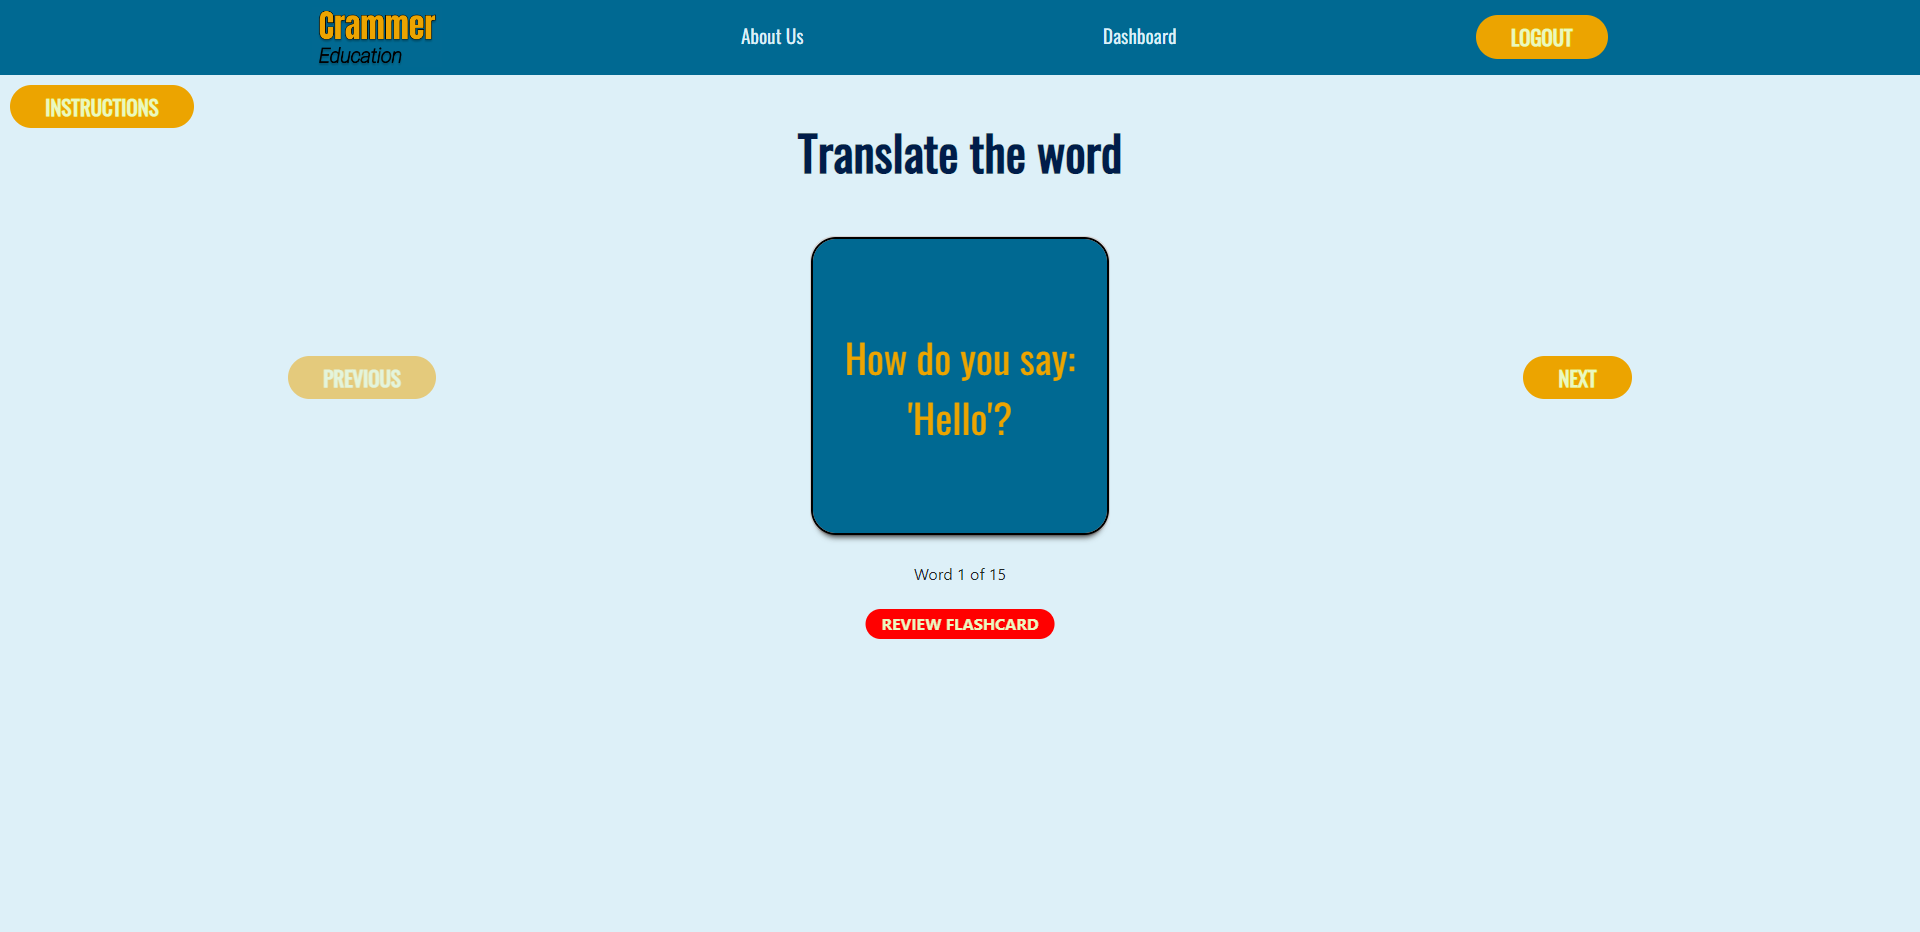 Crammer
Education
About Us
Dashboard
LOGOUT
INSTRUCTIONS
Translate the word
How do you say:
'Hello'?
PREVIOUS
NEXT
Word 1 of 15
REVIEW FLASHCARD